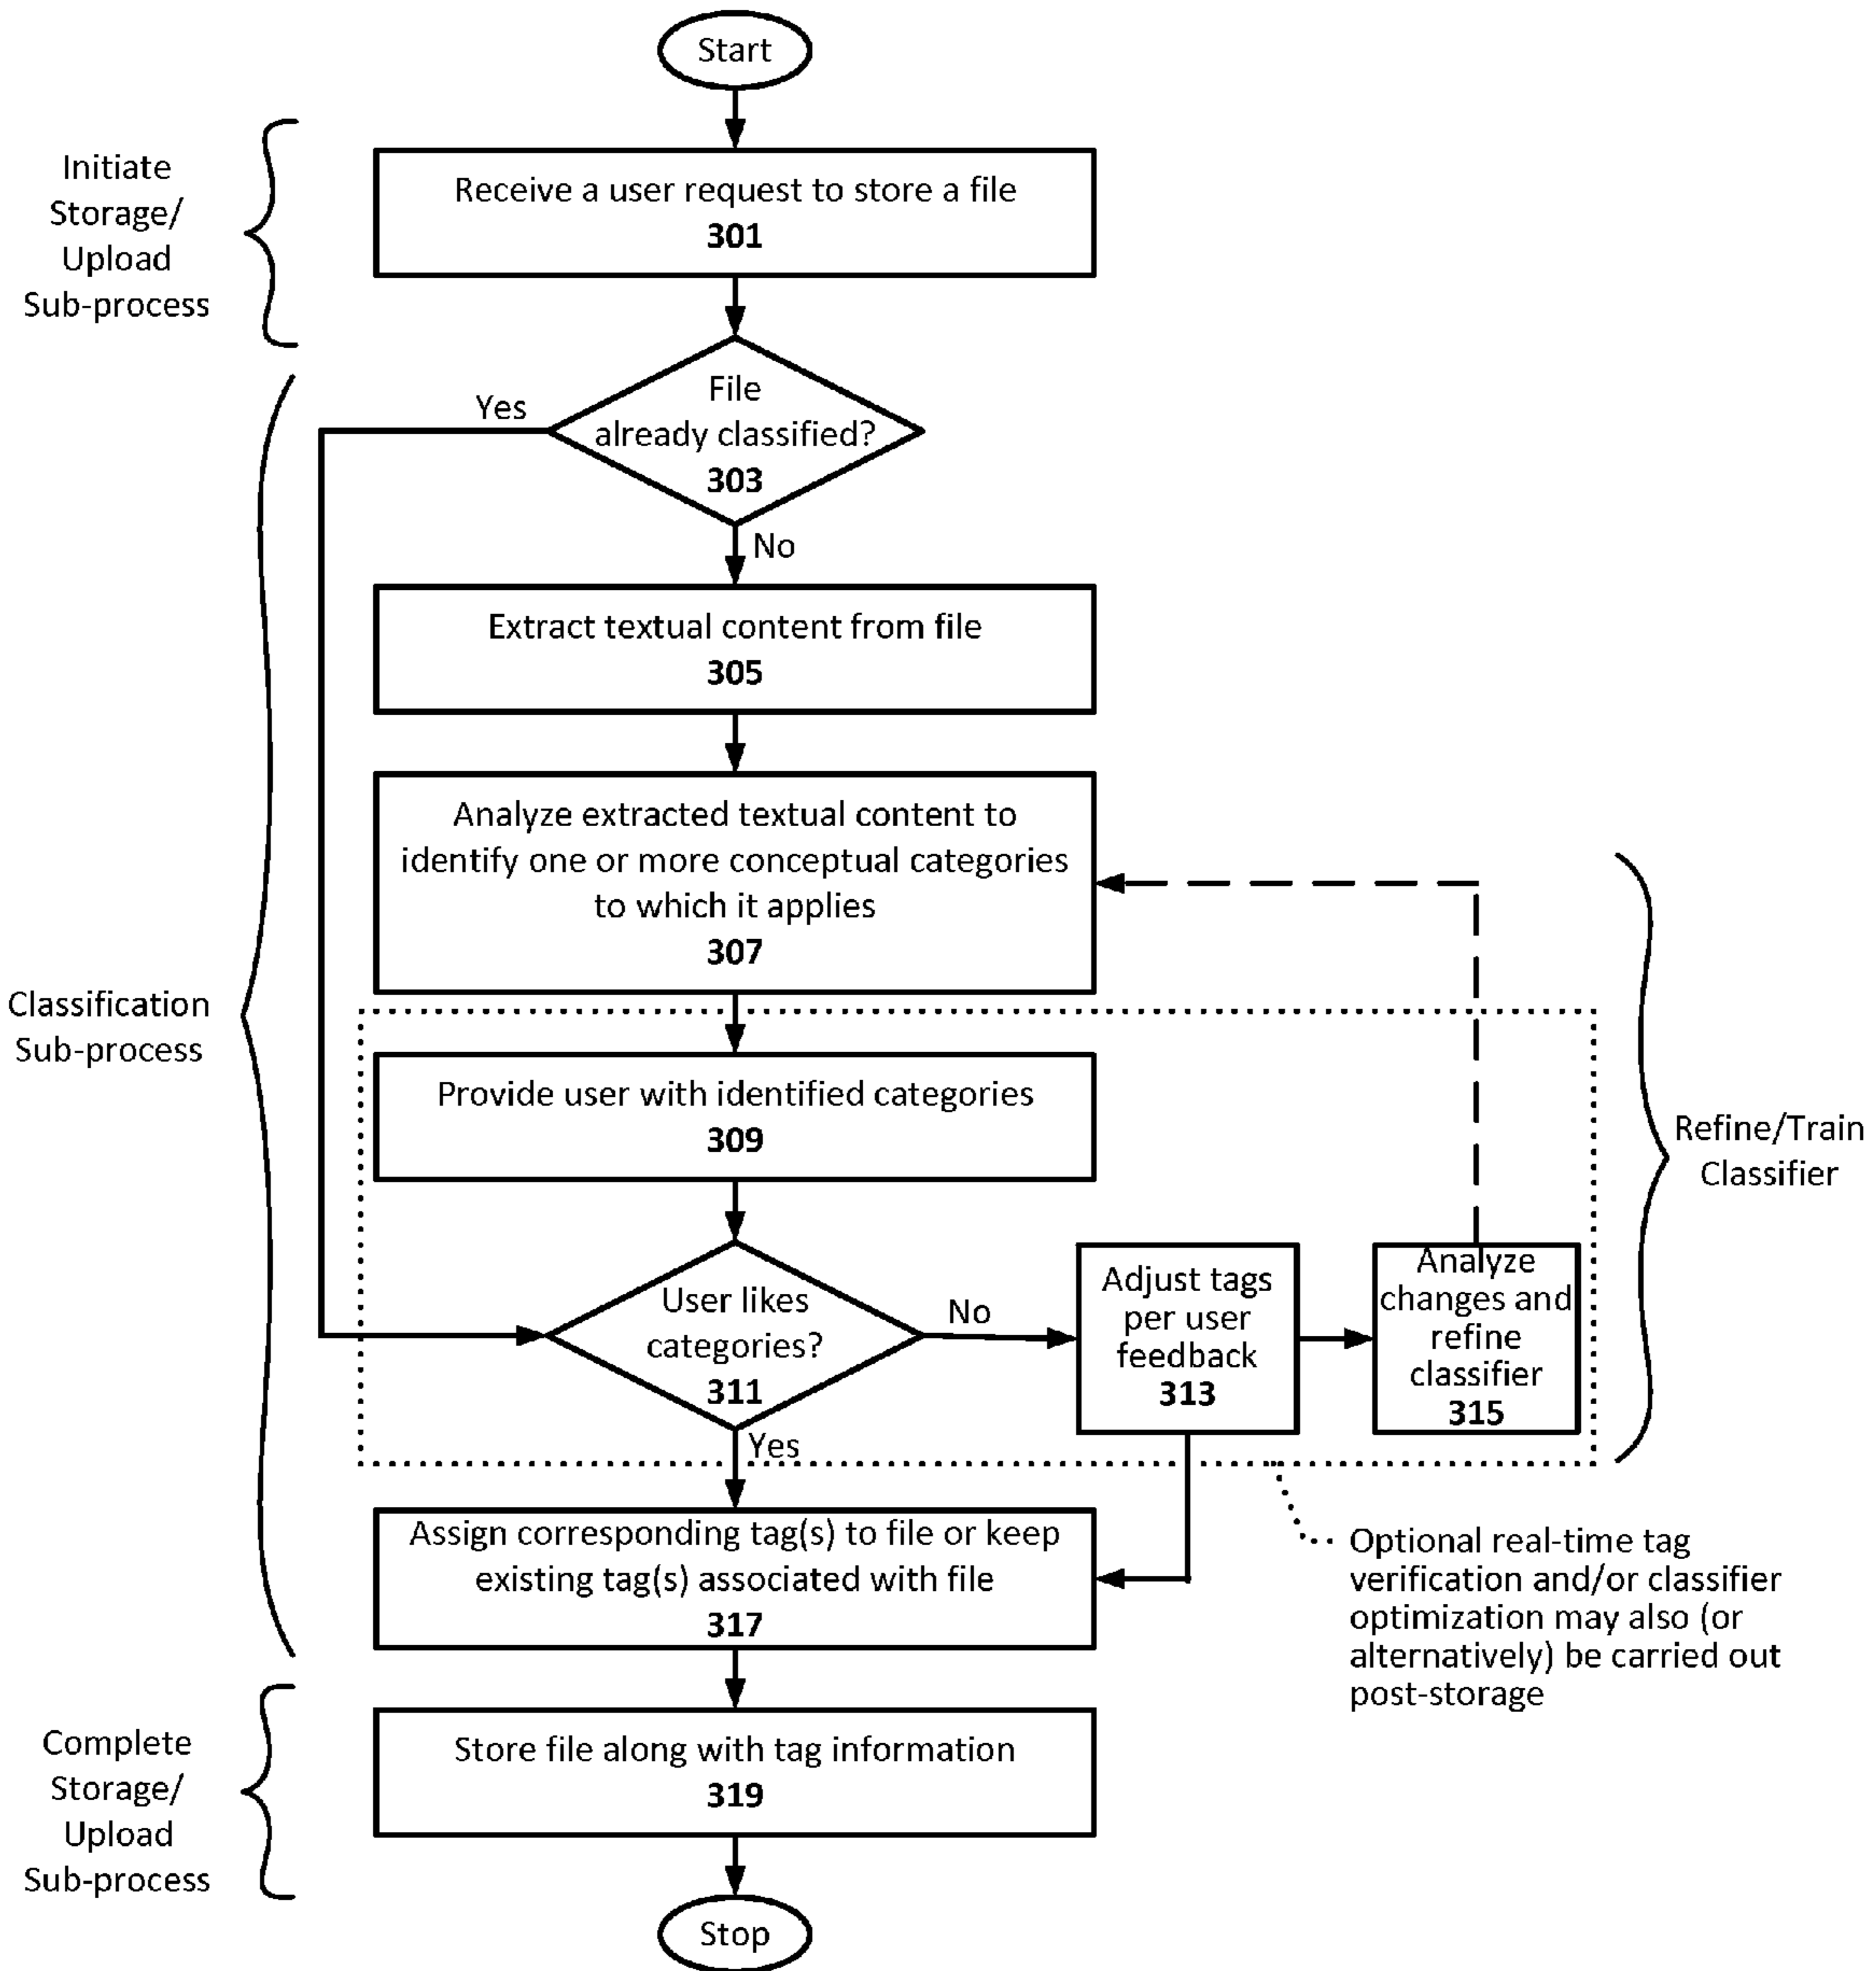 Start
Initiate
Storage/
Upload
Sub-process
Receive a user request to store a file
301
File
already classified?
303
Yes
No
Extract textual content from file
305
Analyze extracted textual content to
identify one or more conceptual categories
to which it applies
307
Classification
Sub-process
Provide user with identified categories
309
Refine/Train
Classifier
User likes
categories?
311
No
Adjust tags
per user
feedback
313
Analyze
changes and
refine
classifier
315
Yes
Assign corresponding tag(s) to file or keep
existing tag(s) associated with file
317
Optional real-time tag
verification and/or classifier
optimization may also (or
alternatively) be carried out
post-storage
Complete
Storage/
Upload
Sub-process
Store file along with tag information
319
Stop